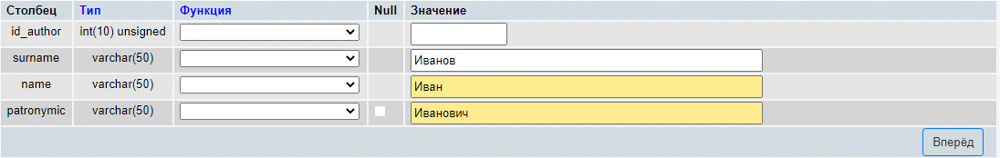 Столбец Тип Функция Null Значение
id_author int(10) unsigned
surname varchar(50) Иванов
name varchar(50) Иван
patronymic varchar(50) Иванович
Вперёд